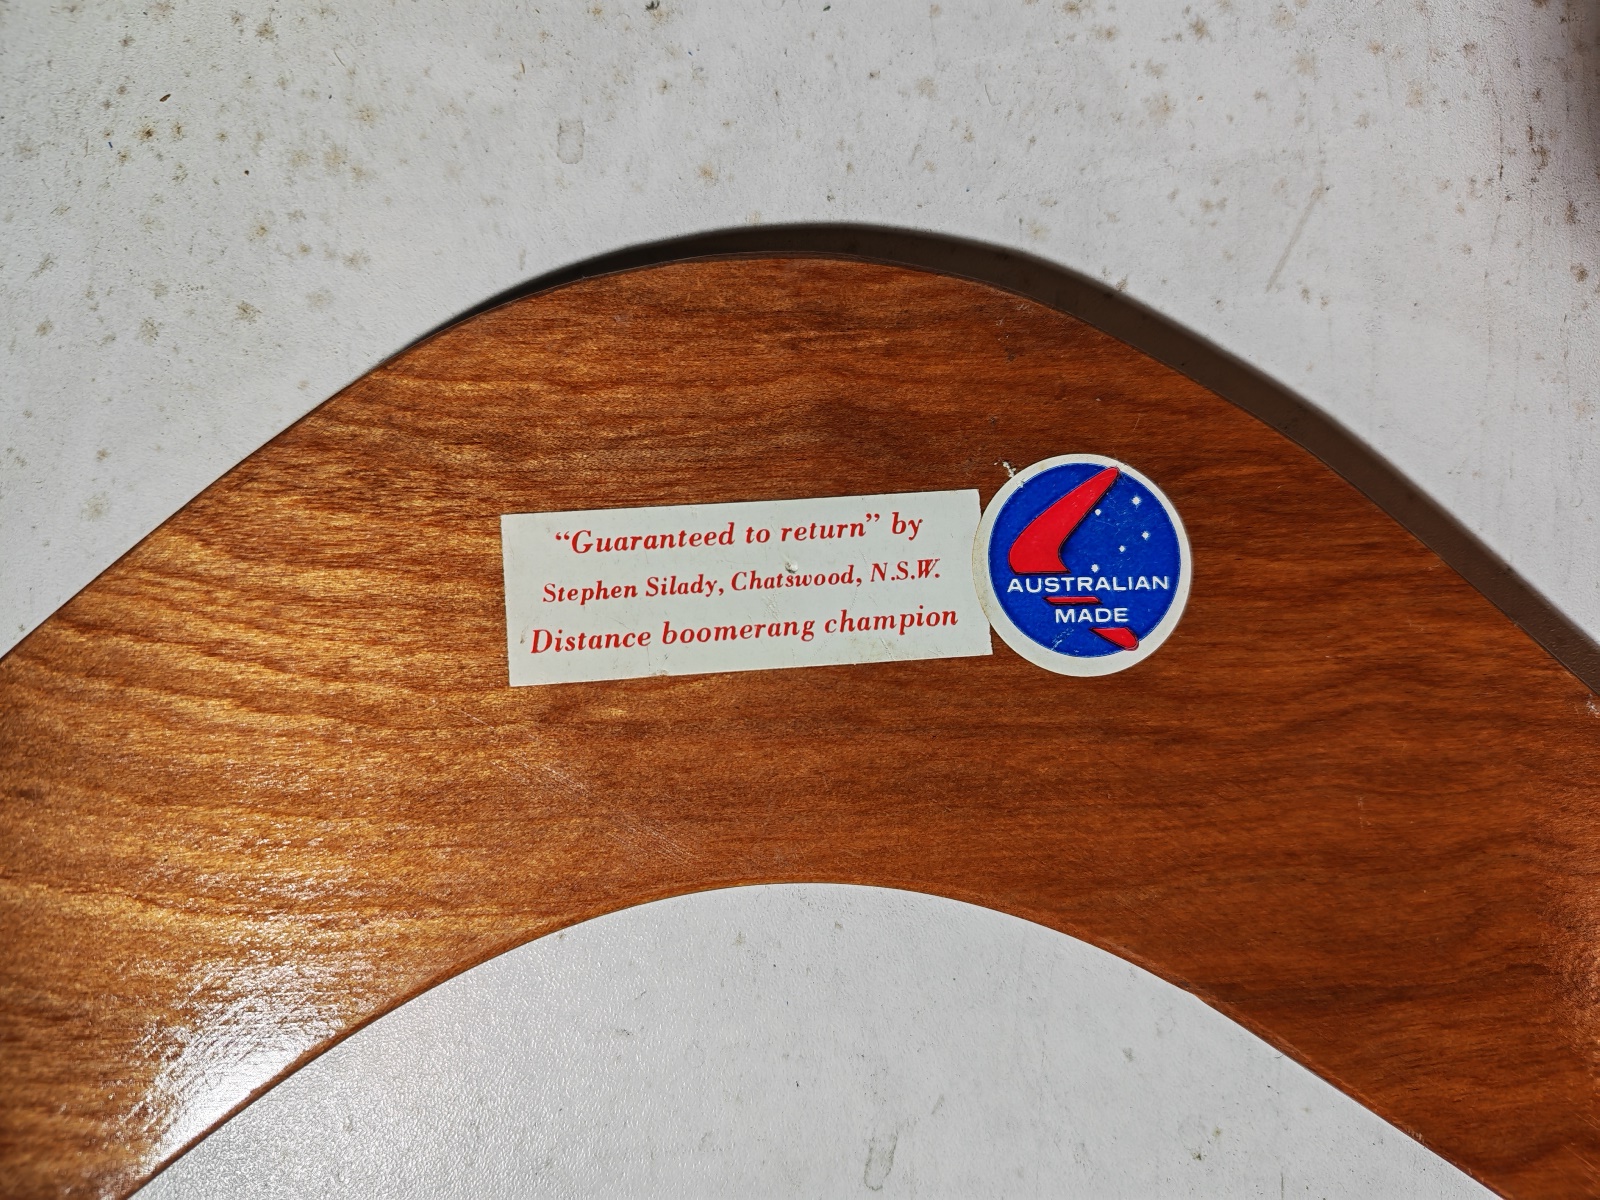 “Guaranteed to return” by
Stephen Silady, Chatswood, N.S.W.
Distance boomerang champion
AUSTRALIAN
MADE